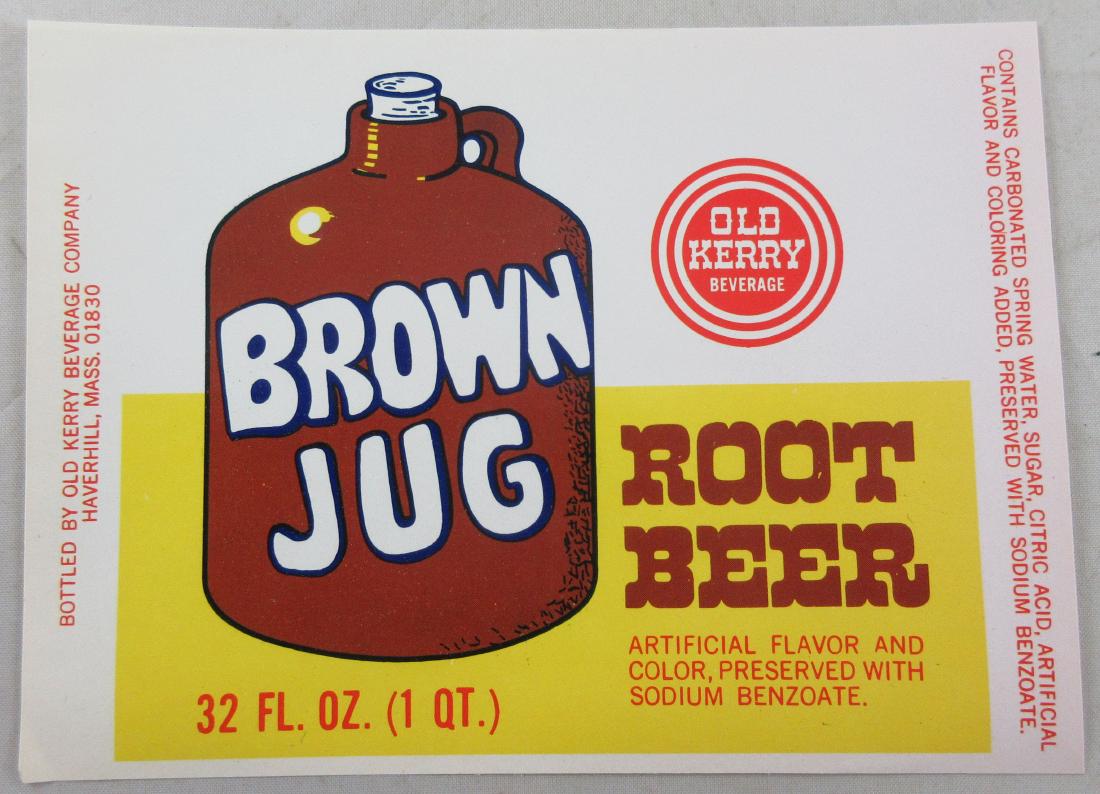 BOTTLED BY OLD KERRY BEVERAGE COMPANY
HAVERHILL, MASS. 01830
BROWN
JUG
32 FL. OZ. (1 QT.)
OLD
KERRY
BEVERAGE
ROOT
BEER
ARTIFICIAL FLAVOR AND
COLOR, PRESERVED WITH
SODIUM BENZOATE.
CONTAINS CARBONATED SPRING WATER, SUGAR, CITRIC ACID, ARTIFICIAL
FLAVOR AND COLORING ADDED, PRESERVED WITH SODIUM BENZOATE.